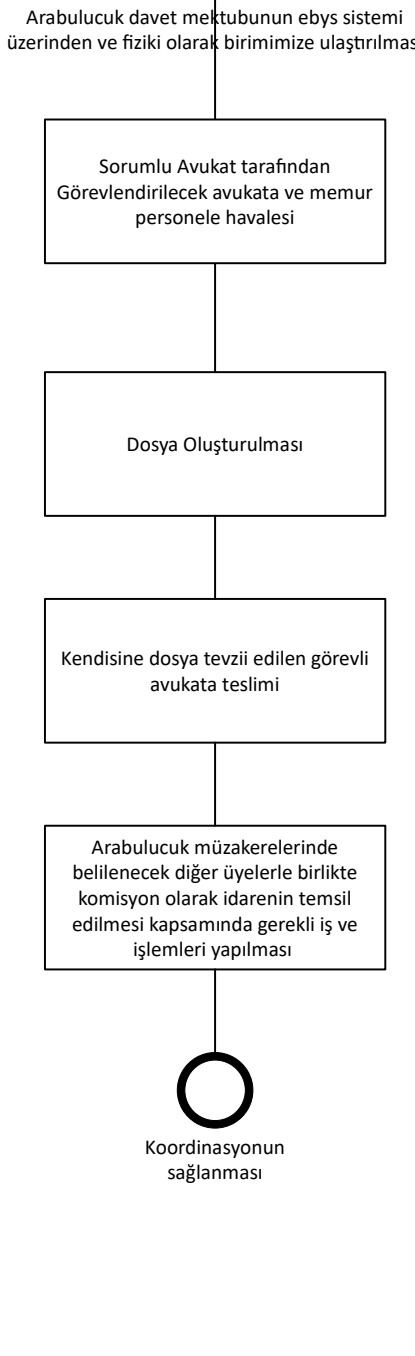 Arabulucuk davet mektubunun ebys sistemi
üzerinden ve fiziki olarak birimimize ulaştırılmas
Sorumlu Avukat tarafından
Görevlendirilecek avukata ve memur
personele havalesi
Dosya Oluşturulması
Kendisine dosya tevzii edilen görevli
avukata teslimi
Arabulucuk müzakerelerinde
belilenecek diğer üyelerle birlikte
komisyon olarak idarenin temsil
edilmesi kapsamında gerekli iş ve
işlemleri yapılması
Koordinasyonun
sağlanması